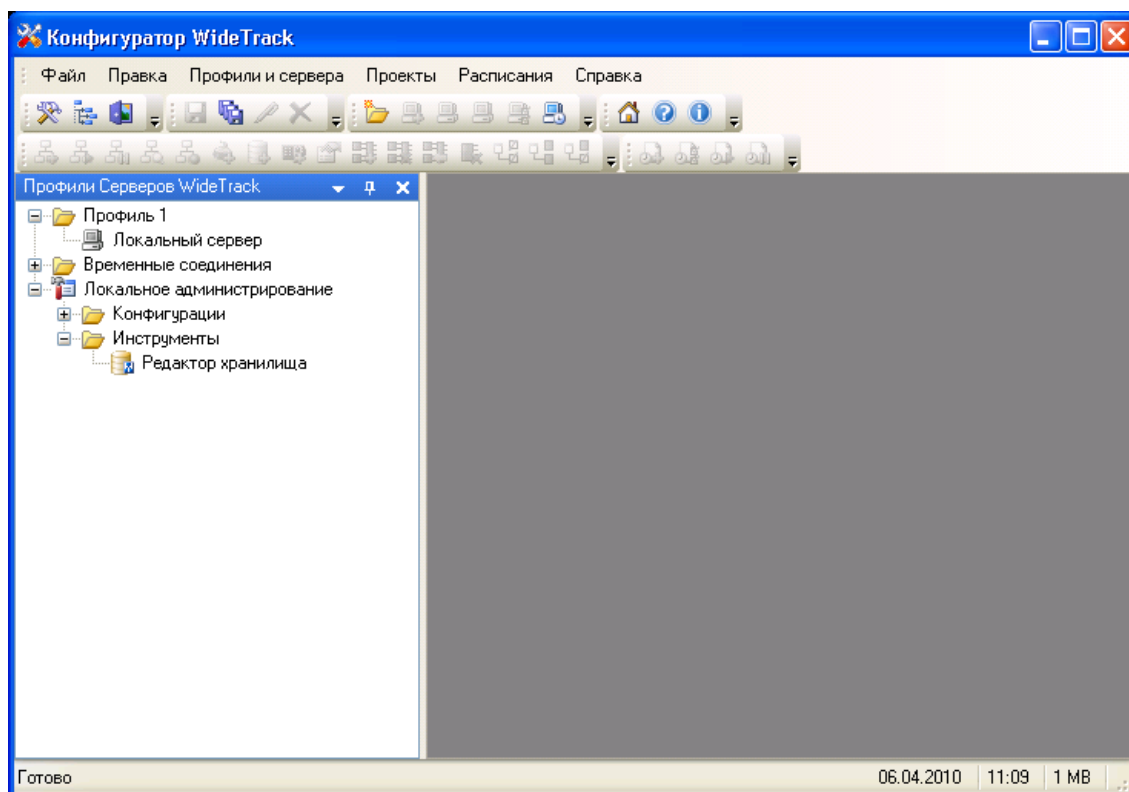 Конфигуратор WideTrack
Файл Правка Профили и сервера Проекты Расписания Справка
Профили Серверов WideTrack
Профиль 1
Локальный сервер
Временные соединения
Локальное администрирование
Конфигурации
Инструменты
Редактор хранилища
Готово 06.04.2010 11:09 1 MB